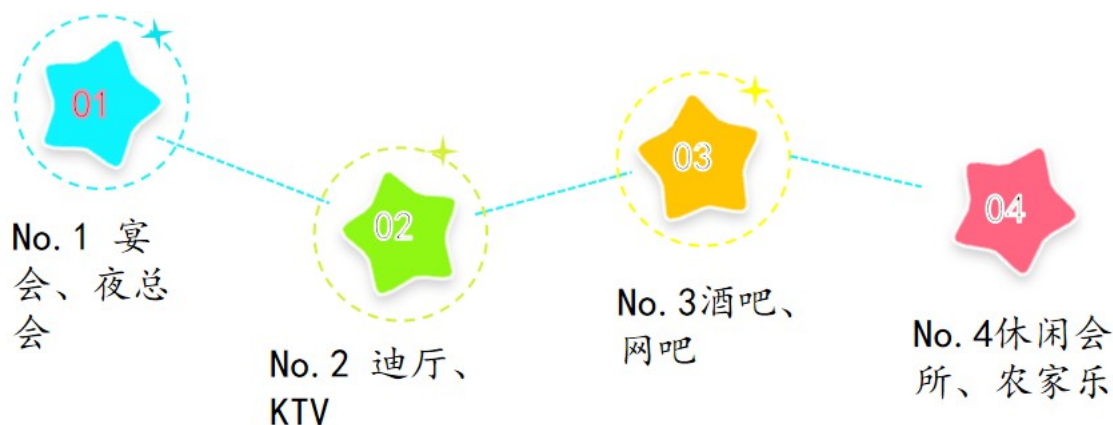 01
No.1 宴
会、夜总
会
02
No.2 迪厅、
KTV
03
No.3酒吧、
网吧
04
No.4休闲会
所、农家乐